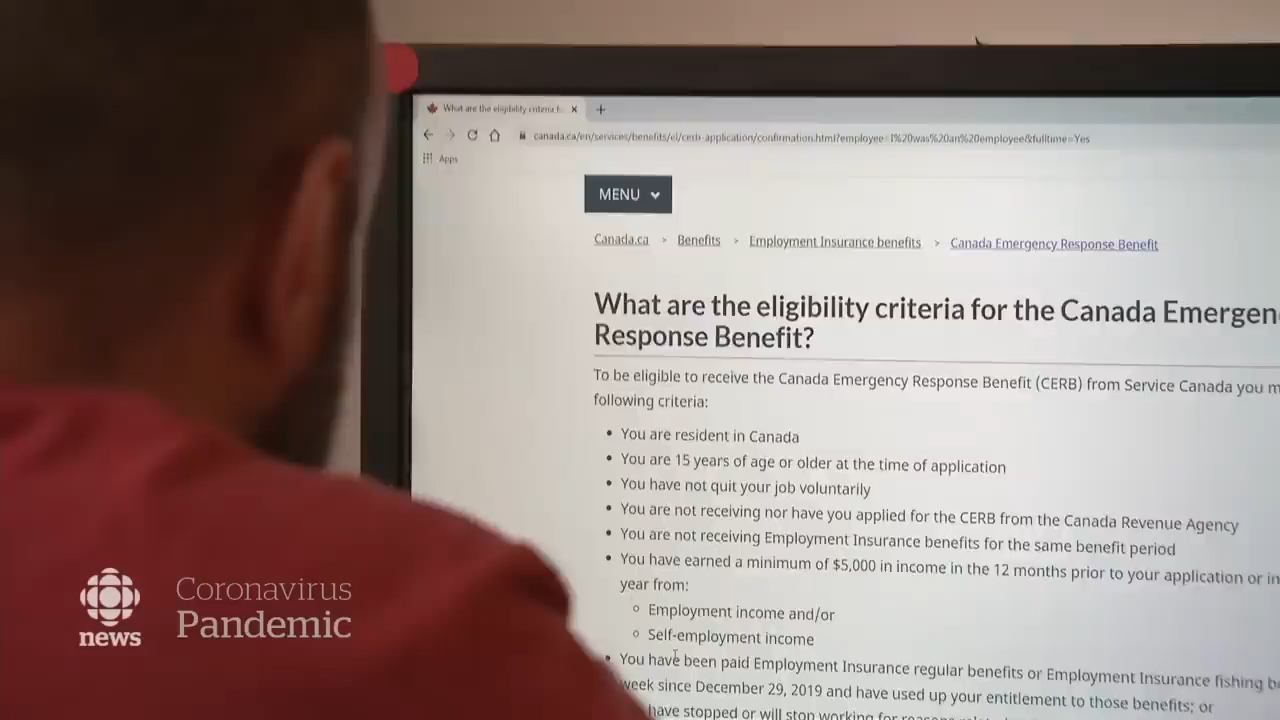 What are the eligibility criteria f
canada.ca/en/services/benefits/ei/cerb-application/confirmation.html?employee=I%20was%20an%20employee&fulltime=Yes
Apps
MENU
Canada.ca > Benefits > Employment Insurance benefits > Canada Emergency Response Benefit
What are the eligibility criteria for the Canada Emergen
Response Benefit?
To be eligible to receive the Canada Emergency Response Benefit (CERB) from Service Canada you m
following criteria:
• You are resident in Canada
• You are 15 years of age or older at the time of application
• You have not quit your job voluntarily
• You are not receiving nor have you applied for the CERB from the Canada Revenue Agency
• You are not receiving Employment Insurance benefits for the same benefit period
• You have earned a minimum of $5,000 in income in the 12 months prior to your application or in
year from:
○ Employment income and/or
○ Self-employment income
• You have been paid Employment Insurance regular benefits or Employment Insurance fishing be
week since December 29, 2019 and have used up your entitlement to those benefits; or
have stopped or will stop working for reasons
news
Coronavirus
Pandemic